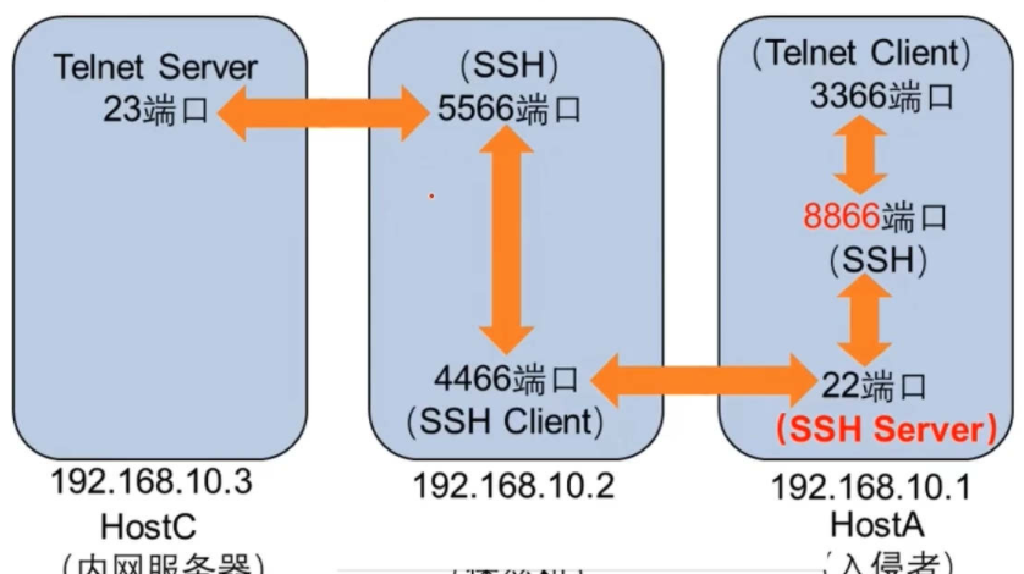 Telnet Server
23端口
(SSH)
5566端口
4466端口
(SSH Client)
(Telnet Client)
3366端口
8866端口
(SSH)
22端口
(SSH Server)
192.168.10.3
HostC
(内网服务器)
192.168.10.2
192.168.10.1
HostA
(入侵者)